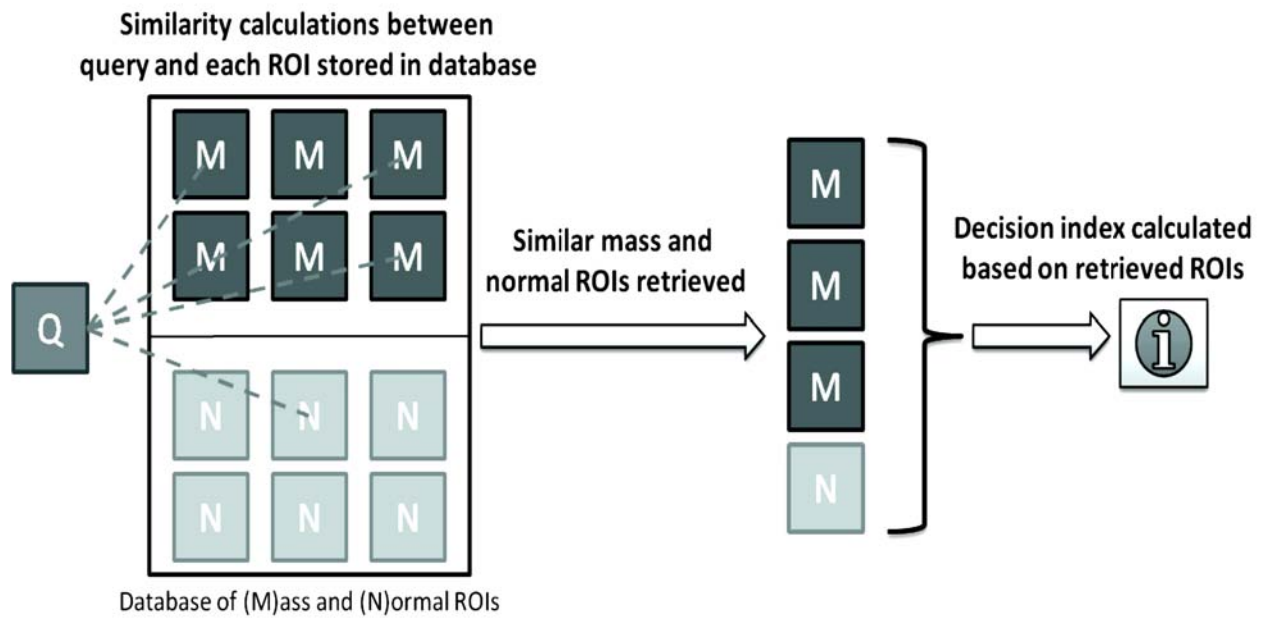 Similarity calculations between
query and each ROI stored in database
M M M
M M M
Q
N N N
N N N
Database of (M)ass and (N)ormal ROIs
Similar mass and
normal ROIs retrieved
M
M
M
N
Decision index calculated
based on retrieved ROIs
i